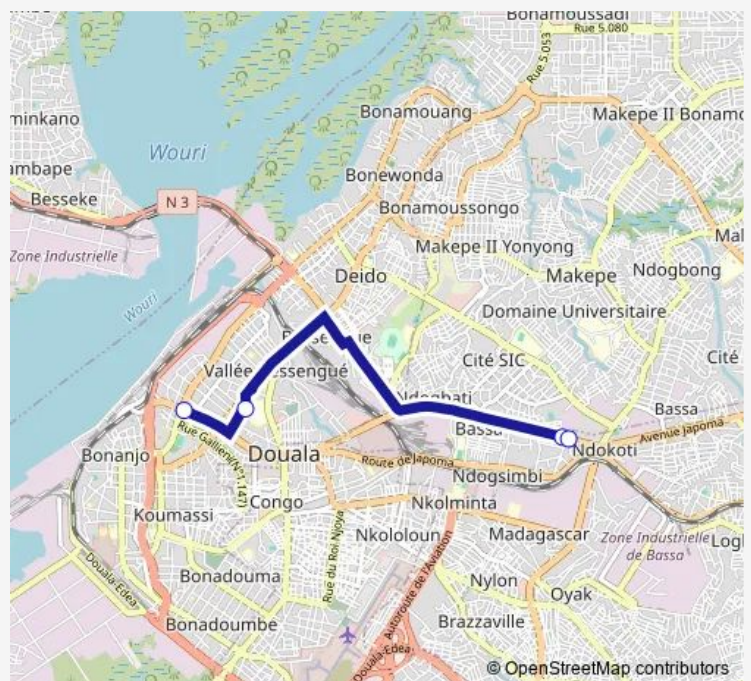 Bonamoussadi
Rue 5.080
Rue 5.053
minkano
Bonamouang
Makepe II Bonamo
Wouri
ambape
Bonewonda
Besseke
N 3
Bonamoussongo
Mal
Zone Industrielle
Makepe II Yonyong
Deido
Makepe
Ndogbong
Wouri
Domaine Universitaire
Cité SIC
Cité
Ndogbati
Bassa
Bassa
Avenue Japoma
Ndokoti
Rue Gallieni(N°1.147)
Bonanjo
Douala
Route de Japoma
Ndogsimbi
Koumassi
Congo
Nkolminta
Rue du Roi Njoya
Nkololoun
Madagascar
Zone Industrielle
de Bassa
Autoroute de l'Aviation
Douala-Edea
Bonadouma
Nylon
Oyak
Bonadoumbe
Brazzaville
Douala-Edea
© OpenStreetMap contributors